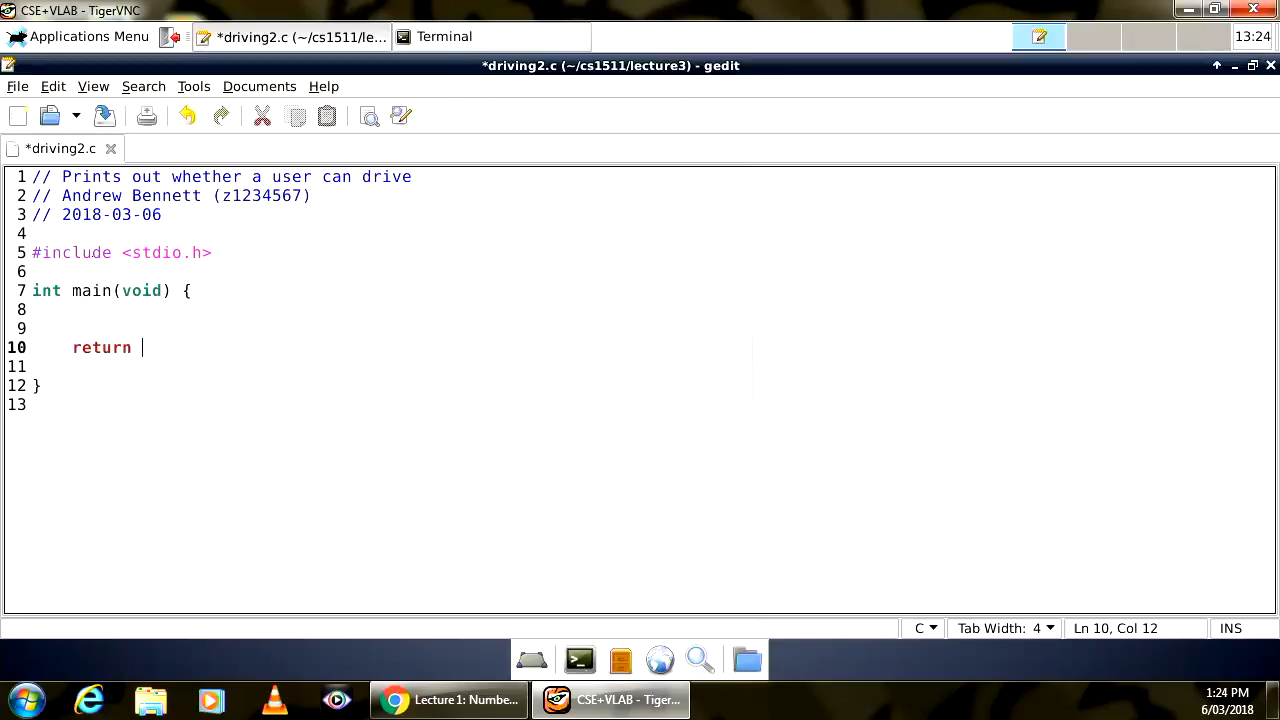 CSE+VLAB - TigerVNC
Applications Menu
*driving2.c (~/cs1511/le...
Terminal
13:24
*driving2.c (~/cs1511/lecture3) - gedit
File Edit View Search Tools Documents Help
*driving2.c
1 // Prints out whether a user can drive
2 // Andrew Bennett (z1234567)
3 // 2018-03-06
4
5 #include <stdio.h>
6
7 int main(void) {
8
9
10 return
11
12 }
13
C Tab Width: 4 Ln 10, Col 12 INS
Lecture 1: Numbe...
CSE+VLAB - Tiger...
1:24 PM
6/03/2018